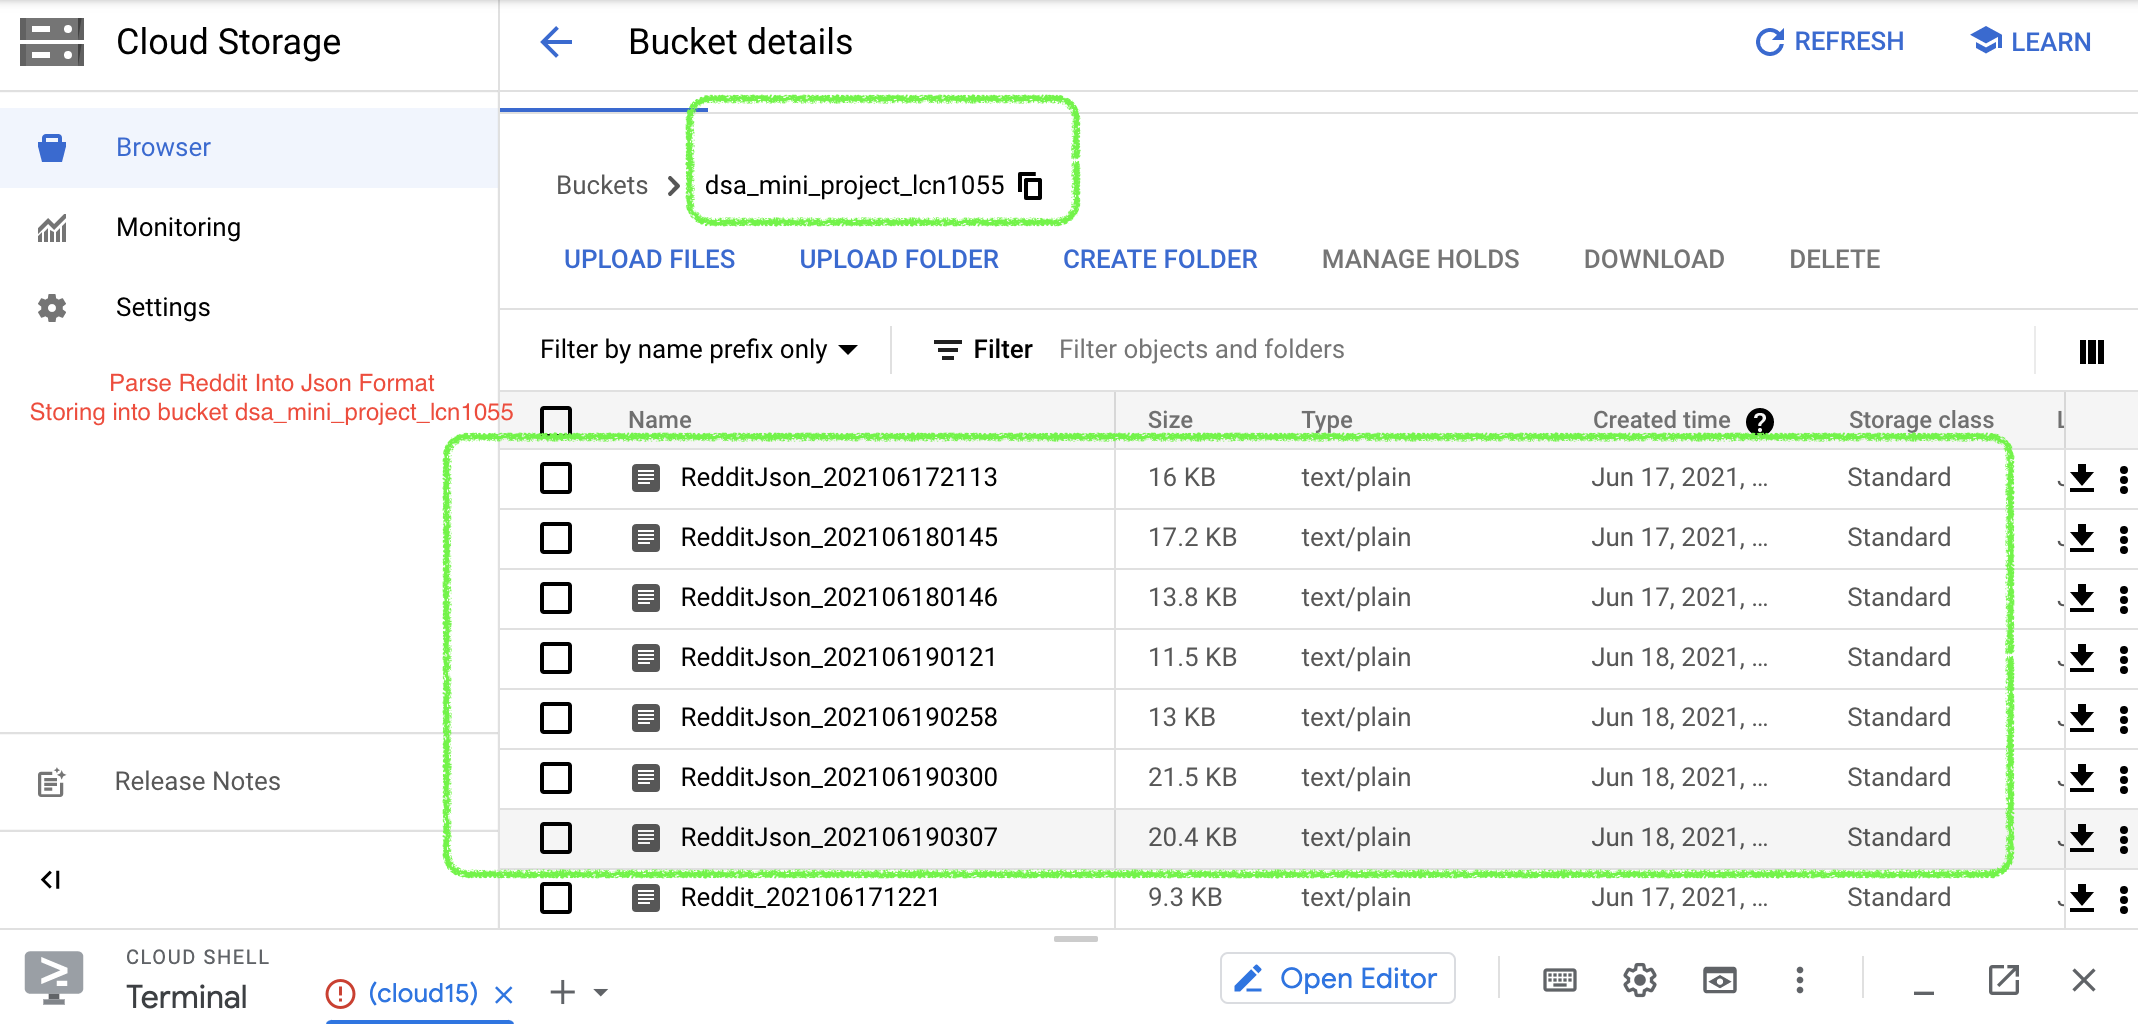 Cloud Storage
Bucket details
REFRESH
LEARN
Browser
Monitoring
Settings
Parse Reddit Into Json Format
Storing into bucket dsa_mini_project_lcn1055
Release Notes
Buckets dsa_mini_project_lcn1055
UPLOAD FILES UPLOAD FOLDER CREATE FOLDER MANAGE HOLDS DOWNLOAD DELETE
Filter by name prefix only Filter Filter objects and folders
Name Size Type Created time Storage class
RedditJson_202106172113 16 KB text/plain Jun 17, 2021, ... Standard
RedditJson_202106180145 17.2 KB text/plain Jun 17, 2021, ... Standard
RedditJson_202106180146 13.8 KB text/plain Jun 17, 2021, ... Standard
RedditJson_202106190121 11.5 KB text/plain Jun 18, 2021, ... Standard
RedditJson_202106190258 13 KB text/plain Jun 18, 2021, ... Standard
RedditJson_202106190300 21.5 KB text/plain Jun 18, 2021, ... Standard
RedditJson_202106190307 20.4 KB text/plain Jun 18, 2021, ... Standard
Reddit_202106171221 9.3 KB text/plain Jun 17, 2021, ... Standard
CLOUD SHELL
Terminal
(cloud15)
Open Editor